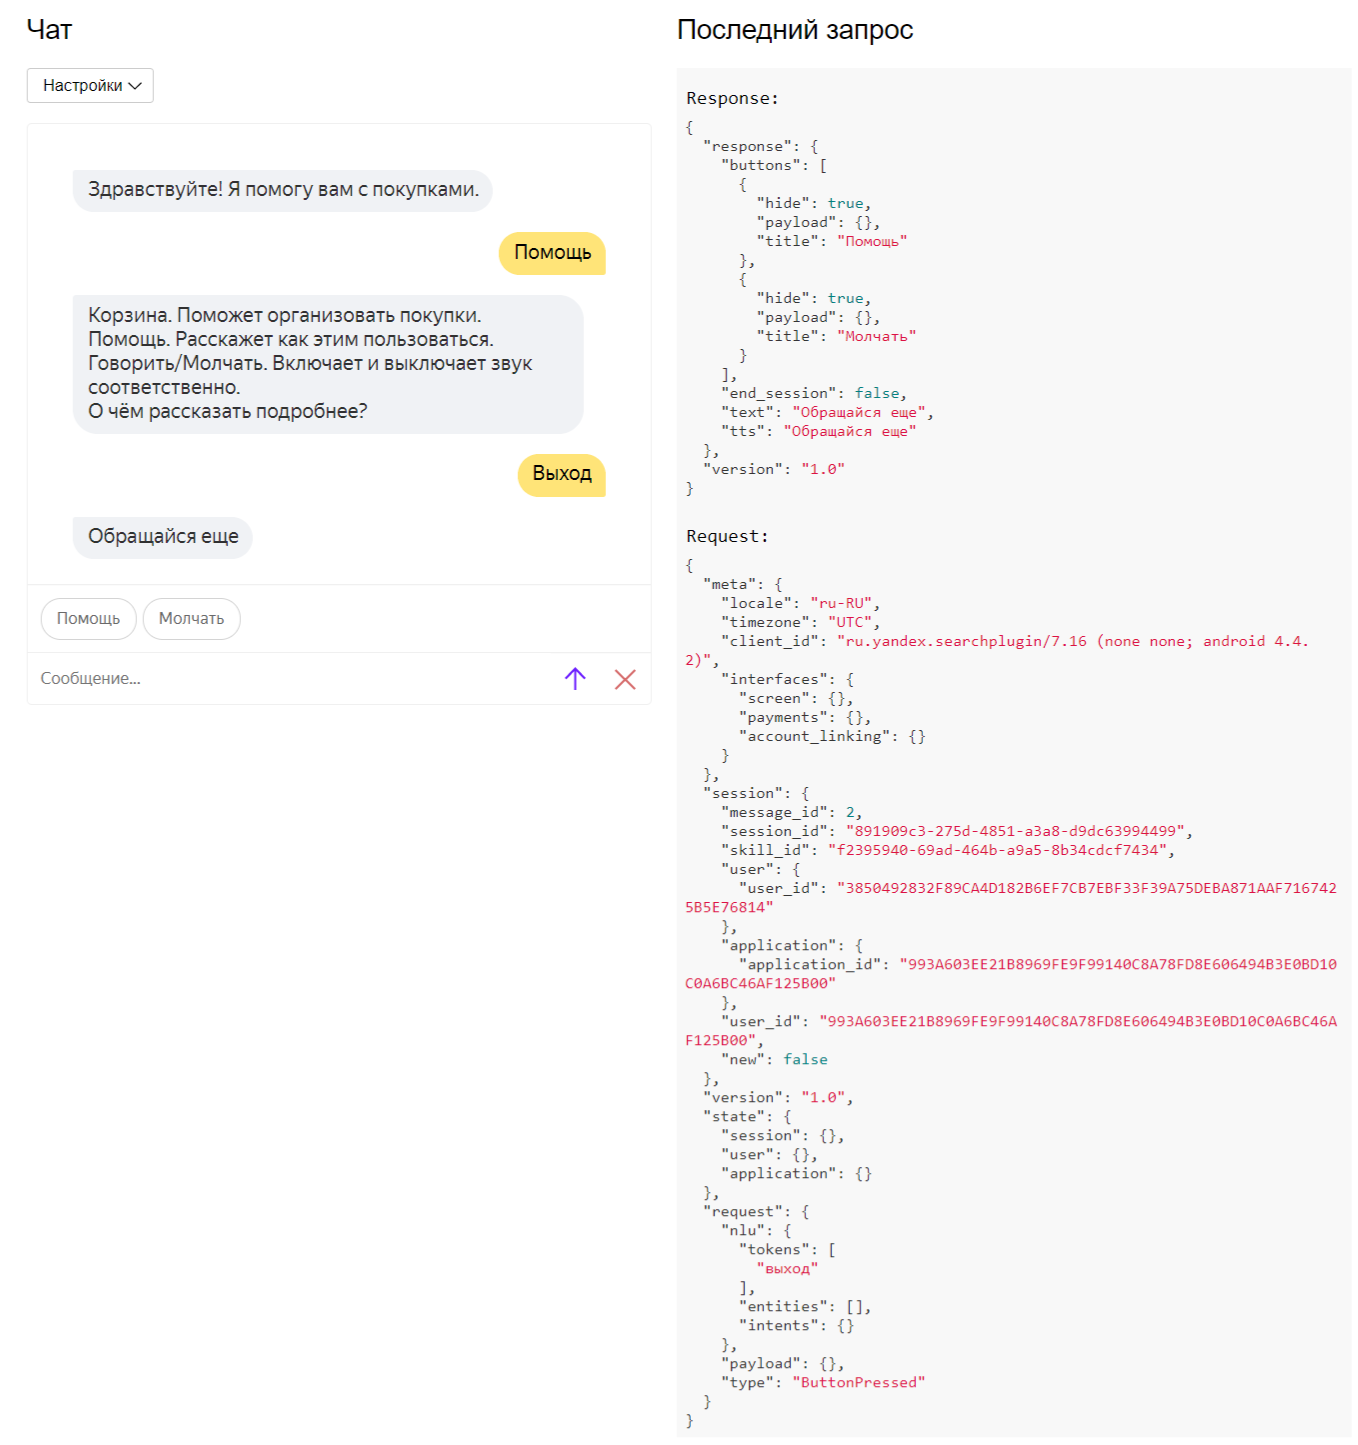 Чат
Настройки
Здравствуйте! Я помогу вам с покупками.
Помощь
Корзина. Поможет организовать покупки.
Помощь. Расскажет как этим пользоваться.
Говорить/Молчать. Включает и выключает звук
соответственно.
О чём рассказать подробнее?
Выход
Обращайся еще
Помощь
Молчать
Сообщение...
Последний запрос
Response:
{
"response": {
"buttons": [
{
"hide": true,
"payload": {},
"title": "Помощь"
},
{
"hide": true,
"payload": {},
"title": "Молчать"
}
],
"end_session": false,
"text": "Обращайся еще",
"tts": "Обращайся еще"
},
"version": "1.0"
}
Request:
{
"meta": {
"locale": "ru-RU",
"timezone": "UTC",
"client_id": "ru.yandex.searchplugin/7.16 (none none; android 4.4.
2)",
"interfaces": {
"screen": {},
"payments": {},
"account_linking": {}
}
},
"session": {
"message_id": 2,
"session_id": "891909c3-275d-4851-a3a8-d9dc63994499",
"skill_id": "f2395940-69ad-464b-a9a5-8b34cdcf7434",
"user": {
"user_id": "3850492832F89CA4D182B6EF7CB7EBF33F39A75DEBA871AAF716742
5B5E76814"
},
"application": {
"application_id": "993A603EE21B8969FE9F99140C8A78FD8E606494B3E0BD10
C0A6BC46AF125B00"
},
"user_id": "993A603EE21B8969FE9F99140C8A78FD8E606494B3E0BD10C0A6BC46A
F125B00",
"new": false
},
"version": "1.0",
"state": {
"session": {},
"user": {},
"application": {}
},
"request": {
"nlu": {
"tokens": [
"выход"
],
"entities": [],
"intents": {}
},
"payload": {},
"type": "ButtonPressed"
}
}